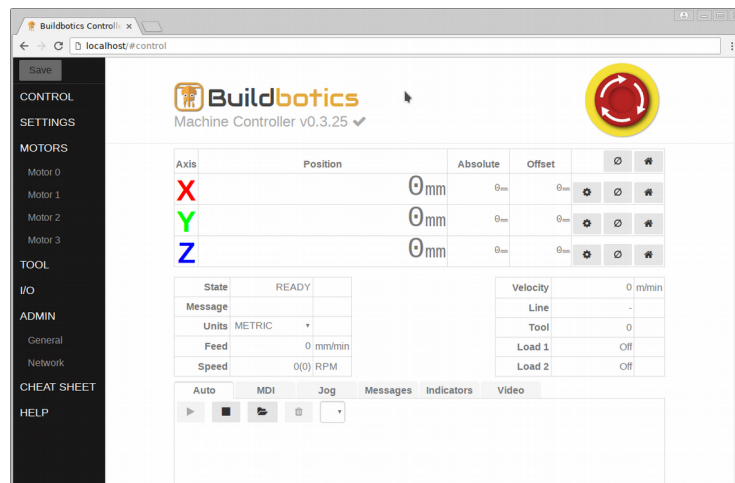 Buildbotics Controlle
localhost/#control
Save
CONTROL
SETTINGS
MOTORS
Motor 0
Motor 1
Motor 2
Motor 3
TOOL
I/O
ADMIN
General
Network
CHEAT SHEET
HELP
Buildbotics
Machine Controller v0.3.25
Axis Position Absolute Offset
X 0mm 0mm 0mm
Y 0mm 0mm 0mm
Z 0mm 0mm 0mm
State READY
Message
Units METRIC
Feed 0 mm/min
Speed 0(0) RPM
Velocity 0 m/min
Line -
Tool 0
Load 1 Off
Load 2 Off
Auto MDI Jog Messages Indicators Video